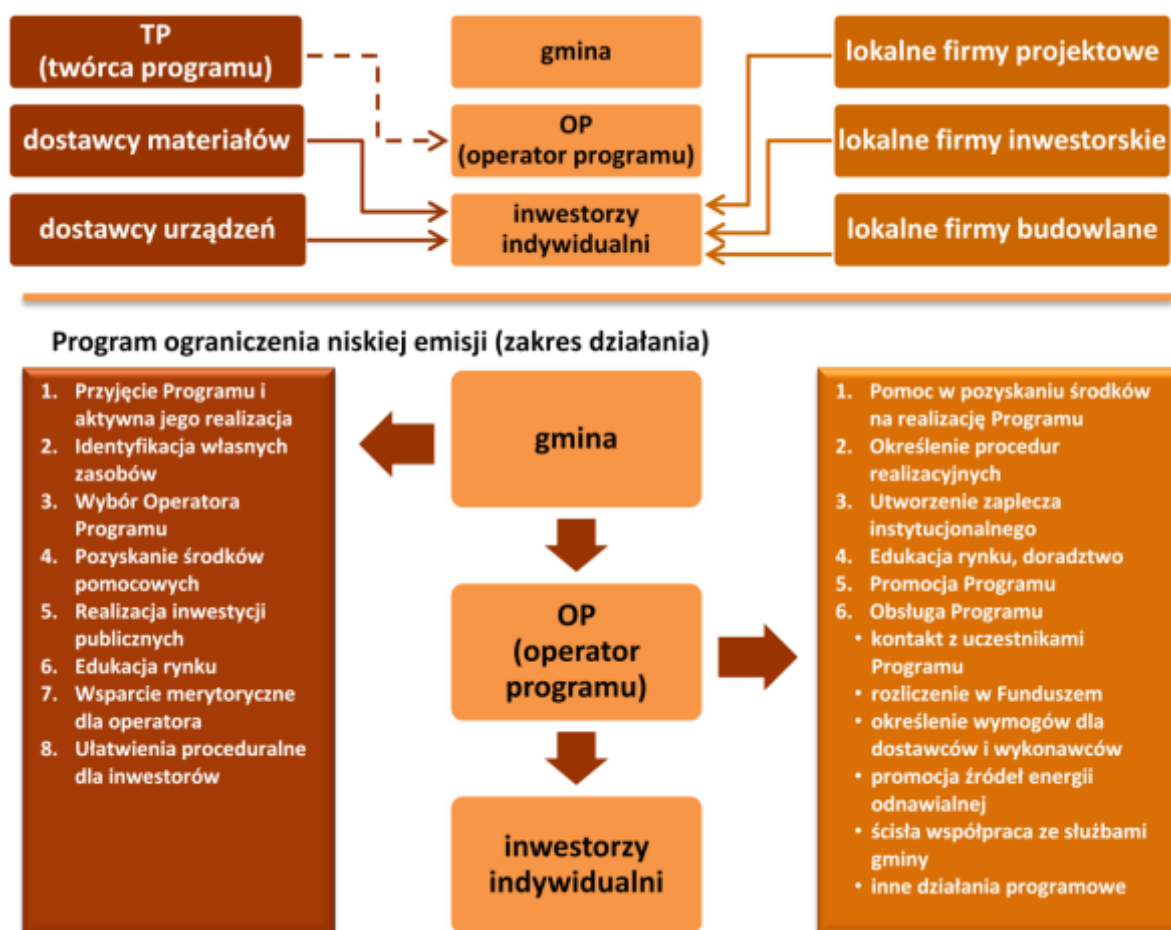 TP
(twórca programu)
gmina
lokalne firmy projektowe
dostawcy materiałów
OP
(operator programu)
lokalne firmy inwestorskie
dostawcy urządzeń
inwestorzy
indywidualni
lokalne firmy budowlane
Program ograniczenia niskiej emisji (zakres działania)
1. Przyjęcie Programu i
aktywna jego realizacja
2. Identyfikacja własnych
zasobów
3. Wybór Operatora
Programu
4. Pozyskanie środków
pomocowych
5. Realizacja inwestycji
publicznych
6. Edukacja rynku
7. Wsparcie merytoryczne
dla operatora
8. Ułatwienia proceduralne
dla inwestorów
gmina
OP
(operator
programu)
inwestorzy
indywidualni
1. Pomoc w pozyskaniu środków
na realizację Programu
2. Określenie procedur
realizacyjnych
3. Utworzenie zaplecza
instytucjonalnego
4. Edukacja rynku, doradztwo
5. Promocja Programu
6. Obsługa Programu
• kontakt z uczestnikami
Programu
• rozliczenie w Funduszem
• określenie wymogów dla
dostawców i wykonawców
• promocja źródeł energii
odnawialnej
• ścisła współpraca ze służbami
gminy
• inne działania programowe